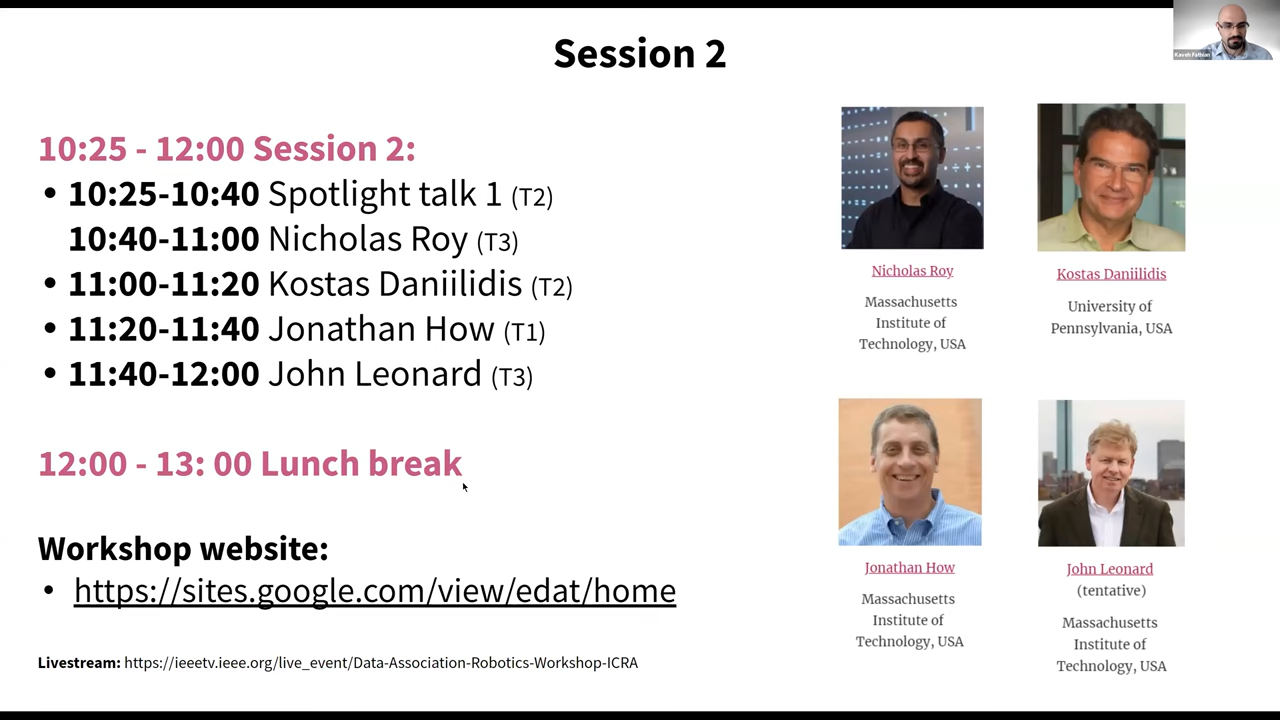 Session 2
Kaveh Fathian
10:25 - 12:00 Session 2:
• 10:25-10:40 Spotlight talk 1 (T2)
10:40-11:00 Nicholas Roy (T3)
• 11:00-11:20 Kostas Daniilidis (T2)
• 11:20-11:40 Jonathan How (T1)
• 11:40-12:00 John Leonard (T3)
12:00 - 13: 00 Lunch break
Workshop website:
• https://sites.google.com/view/edat/home
Livestream: https://ieeetv.ieee.org/live_event/Data-Association-Robotics-Workshop-ICRA
Nicholas Roy
Massachusetts
Institute of
Technology, USA
Kostas Daniilidis
University of
Pennsylvania, USA
Jonathan How
Massachusetts
Institute of
Technology, USA
John Leonard
(tentative)
Massachusetts
Institute of
Technology, USA